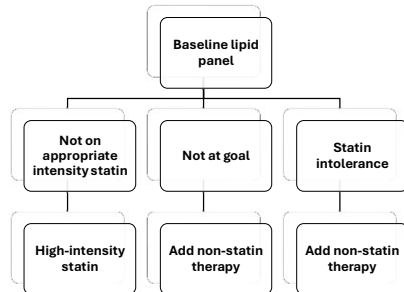 Baseline lipid
panel
Not on
appropriate
intensity statin
Not at goal
Statin
intolerance
High-intensity
statin
Add non-statin
therapy
Add non-statin
therapy